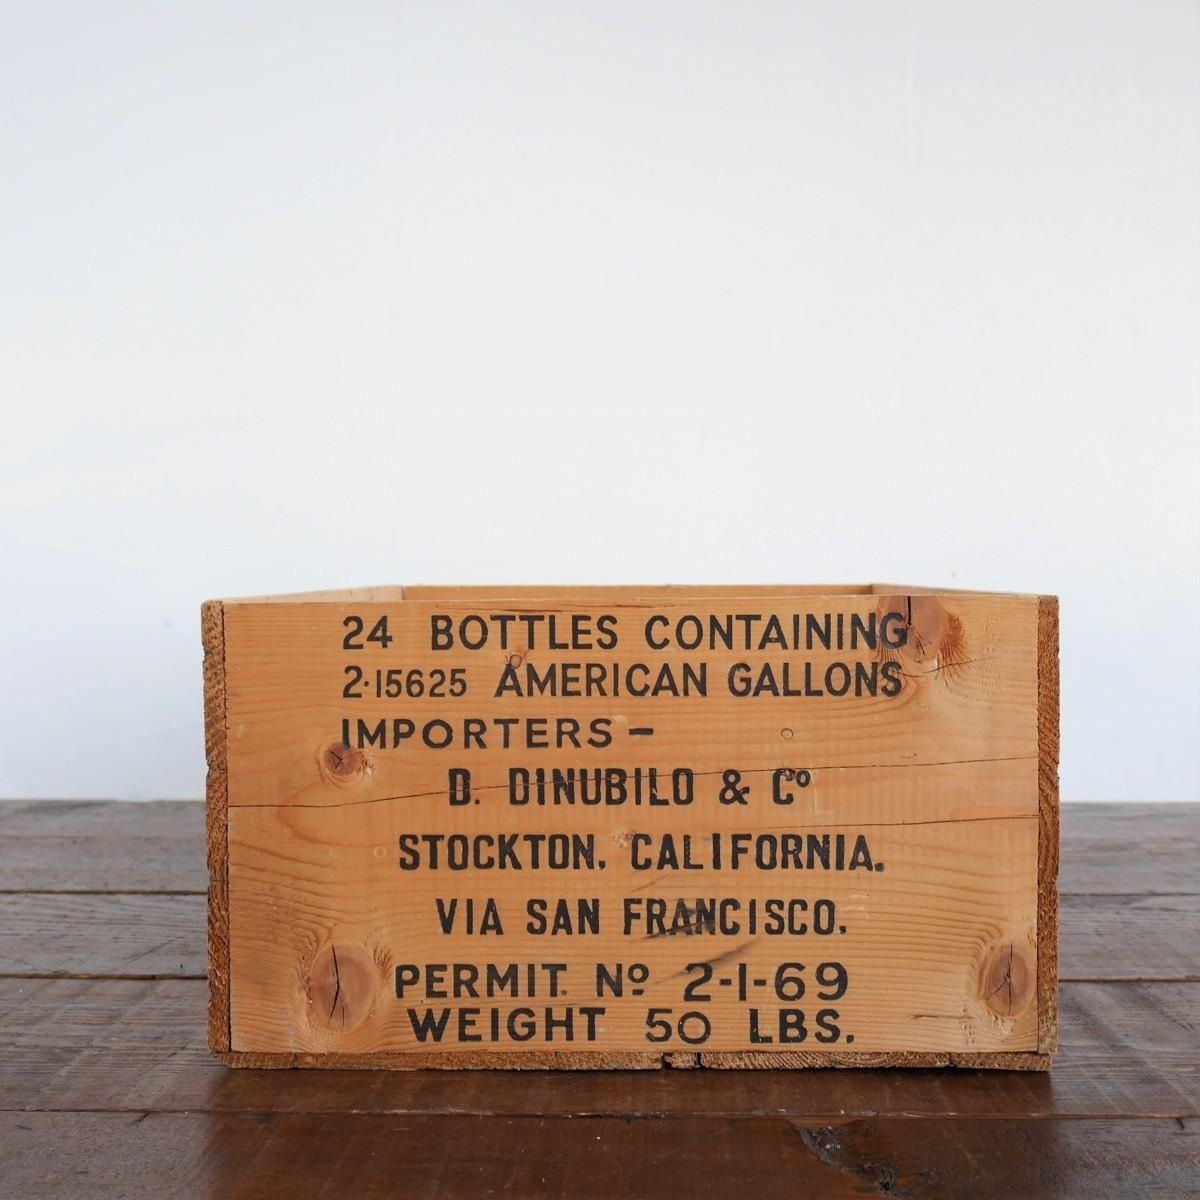 24 BOTTLES CONTAINING
2·15625 AMERICAN GALLONS
IMPORTERS –
D. DINUBILO & Cº
STOCKTON. CALIFORNIA.
VIA SAN FRANCISCO.
PERMIT Nº 2-1-69
WEIGHT 50 LBS.